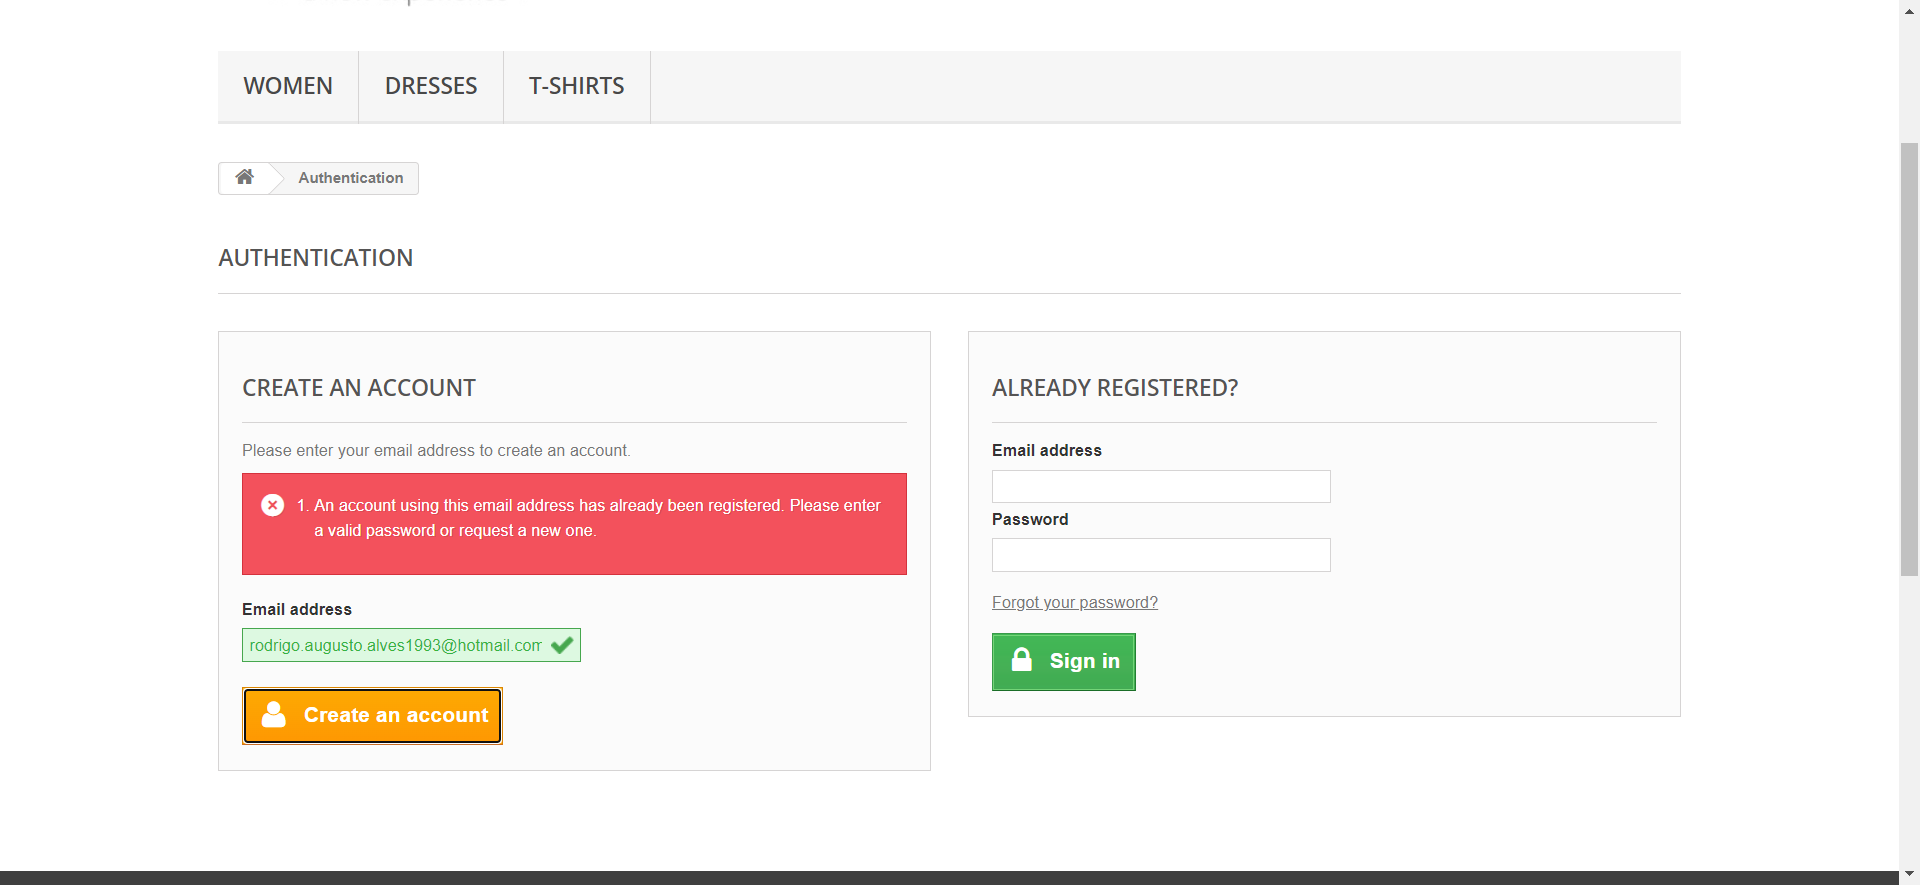 WOMEN
DRESSES
T-SHIRTS
Authentication
AUTHENTICATION
CREATE AN ACCOUNT
Please enter your email address to create an account.
1. An account using this email address has already been registered. Please enter
a valid password or request a new one.
Email address
rodrigo.augusto.alves1993@hotmail.com
Create an account
ALREADY REGISTERED?
Email address
Password
Forgot your password?
Sign in